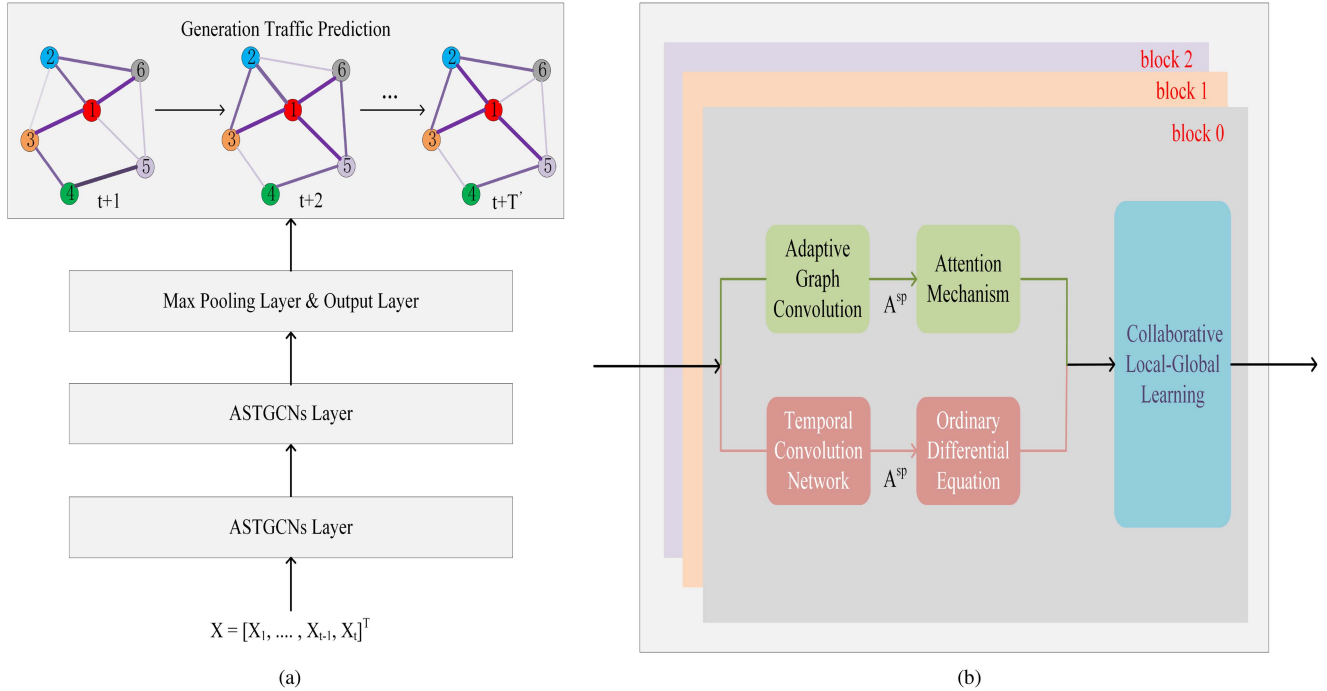 Generation Traffic Prediction
2 6 1 3 5 4
2 6 1 3 5 4
2 6 1 3 5 4
...
t+1
t+2
t+T’
Max Pooling Layer & Output Layer
ASTGCNs Layer
ASTGCNs Layer
X = [X₁, .... , Xₜ₋₁, Xₜ]ᵀ
(a)
block 2
block 1
block 0
Adaptive
Graph
Convolution
Aˢᵖ
Attention
Mechanism
Temporal
Convolution
Network
Aˢᵖ
Ordinary
Differential
Equation
Collaborative
Local-Global
Learning
(b)